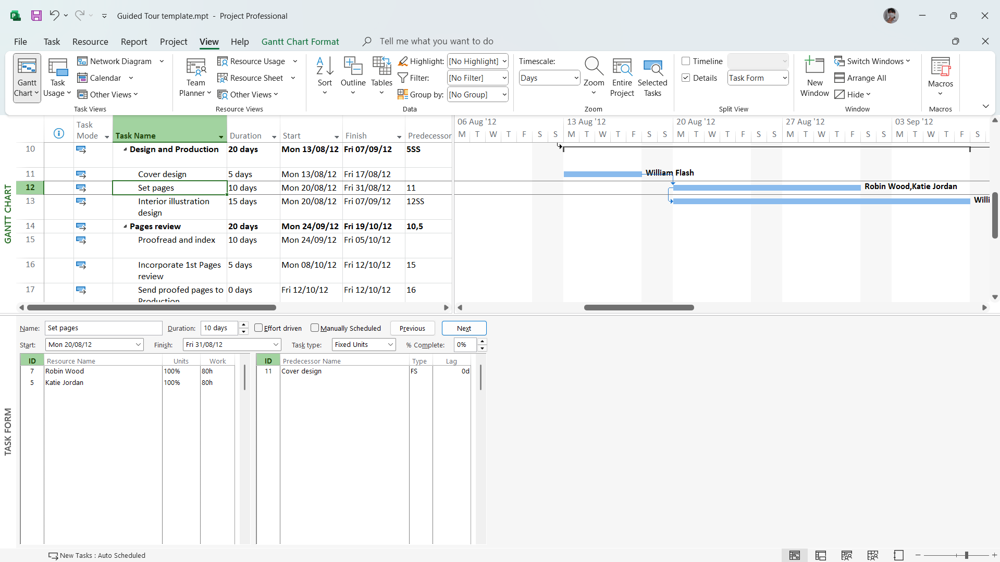 Guided Tour template.mpt - Project Professional
File Task Resource Report Project View Help Gantt Chart Format Tell me what you want to do
Gantt Chart
Task Usage
Network Diagram
Calendar
Other Views
Task Views
Team Planner
Resource Usage
Resource Sheet
Other Views
Resource Views
Sort
Outline
Tables
Highlight: [No Highlight]
Filter: [No Filter]
Group by: [No Group]
Data
Timescale:
Days
Zoom
Entire Project
Selected Tasks
Zoom
Timeline
Details Task Form
Split View
New Window
Switch Windows
Arrange All
Hide
Window
Macros
Macros
GANTT CHART
Task Mode Task Name Duration Start Finish Predecessor
10 Design and Production 20 days Mon 13/08/12 Fri 07/09/12 5SS
11 Cover design 5 days Mon 13/08/12 Fri 17/08/12
12 Set pages 10 days Mon 20/08/12 Fri 31/08/12 11
13 Interior illustration design 15 days Mon 20/08/12 Fri 07/09/12 12SS
14 Pages review 20 days Mon 24/09/12 Fri 19/10/12 10,5
15 Proofread and index 10 days Mon 24/09/12 Fri 05/10/12
16 Incorporate 1st Pages review 5 days Mon 08/10/12 Fri 12/10/12 15
17 Send proofed pages to Production 0 days Fri 12/10/12 Fri 12/10/12 16
06 Aug '12 13 Aug '12 20 Aug '12 27 Aug '12 03 Sep '12
M T W T F S S M T W T F S S M T W T F S S M T W T F S S M T W T F S
William Flash
Robin Wood,Katie Jordan
Willi
TASK FORM
Name: Set pages Duration: 10 days Effort driven Manually Scheduled Previous Next
Start: Mon 20/08/12 Finish: Fri 31/08/12 Task type: Fixed Units % Complete: 0%
ID Resource Name Units Work
7 Robin Wood 100% 80h
5 Katie Jordan 100% 80h
ID Predecessor Name Type Lag
11 Cover design FS 0d
New Tasks : Auto Scheduled